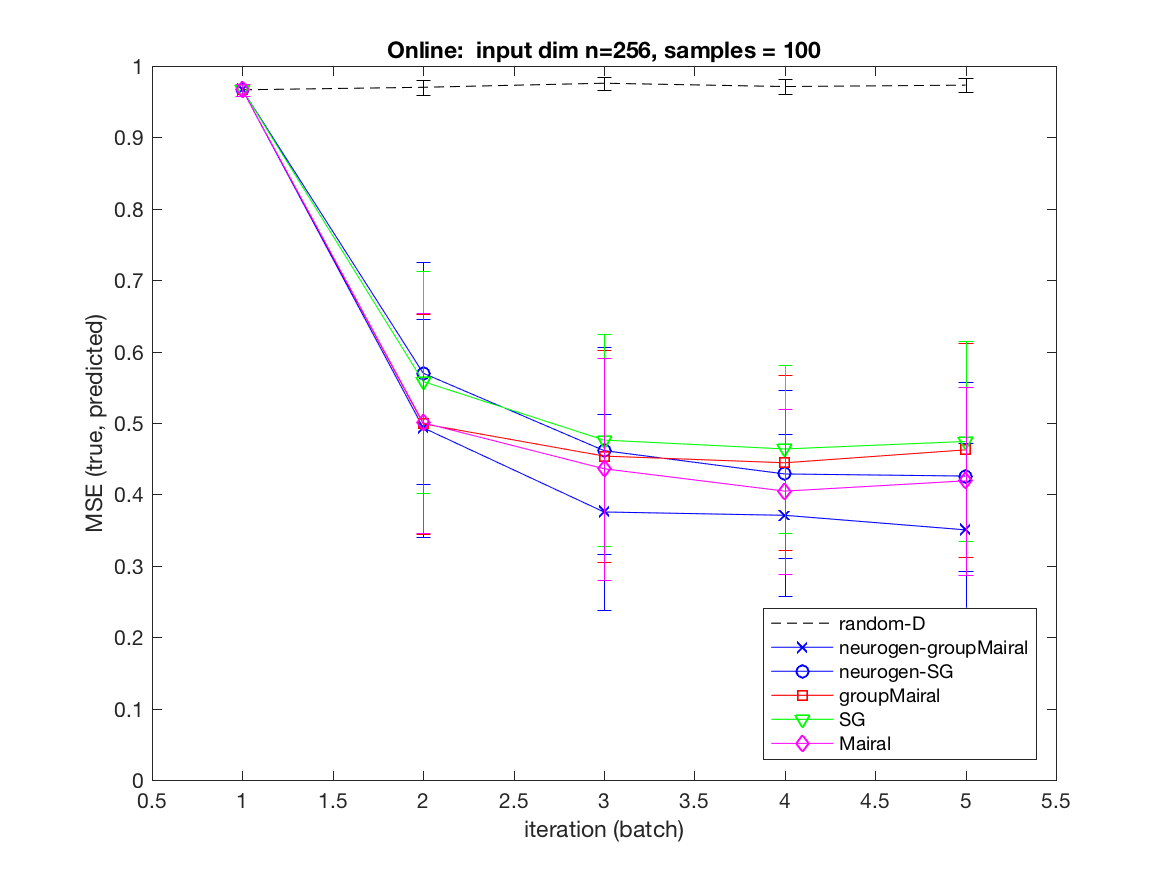 Online:  input dim n=256, samples = 100
1
0.9
0.8
0.7
0.6
0.5
0.4
0.3
0.2
0.1
0
MSE (true, predicted)
random-D
neurogen-groupMairal
neurogen-SG
groupMairal
SG
Mairal
0.5 1 1.5 2 2.5 3 3.5 4 4.5 5 5.5
iteration (batch)